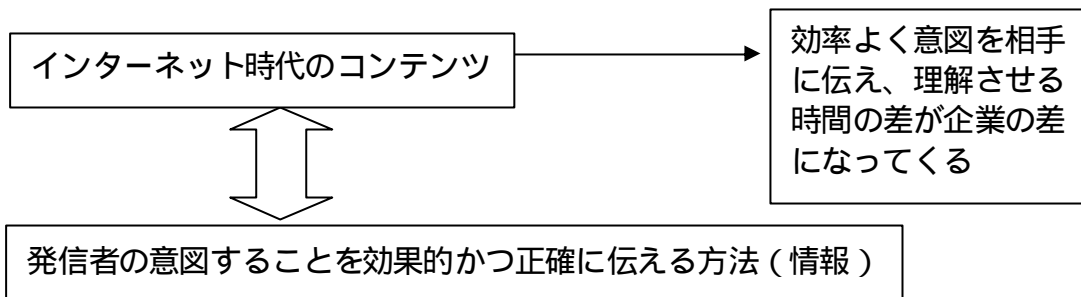 インターネット時代のコンテンツ
効率よく意図を相手
に伝え、理解させる
時間の差が企業の差
になってくる
発信者の意図することを効果的かつ正確に伝える方法（情報）